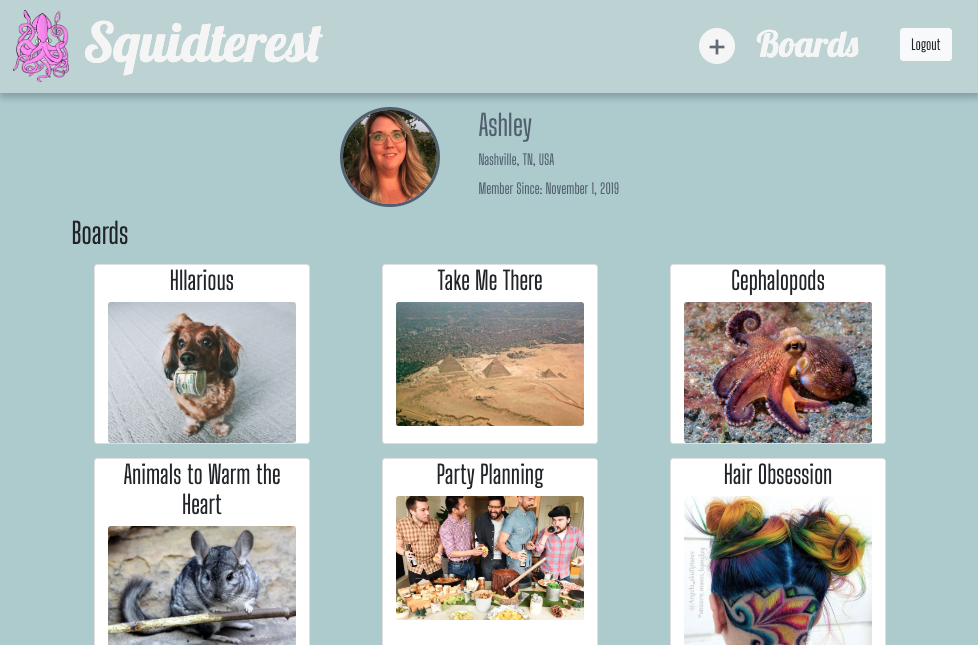 Squidterest
+
Boards
Logout
Ashley
Nashville, TN, USA
Member Since: November 1, 2019
Boards
HIlarious
Take Me There
Cephalopods
Animals to Warm the
Heart
Party Planning
Hair Obsession